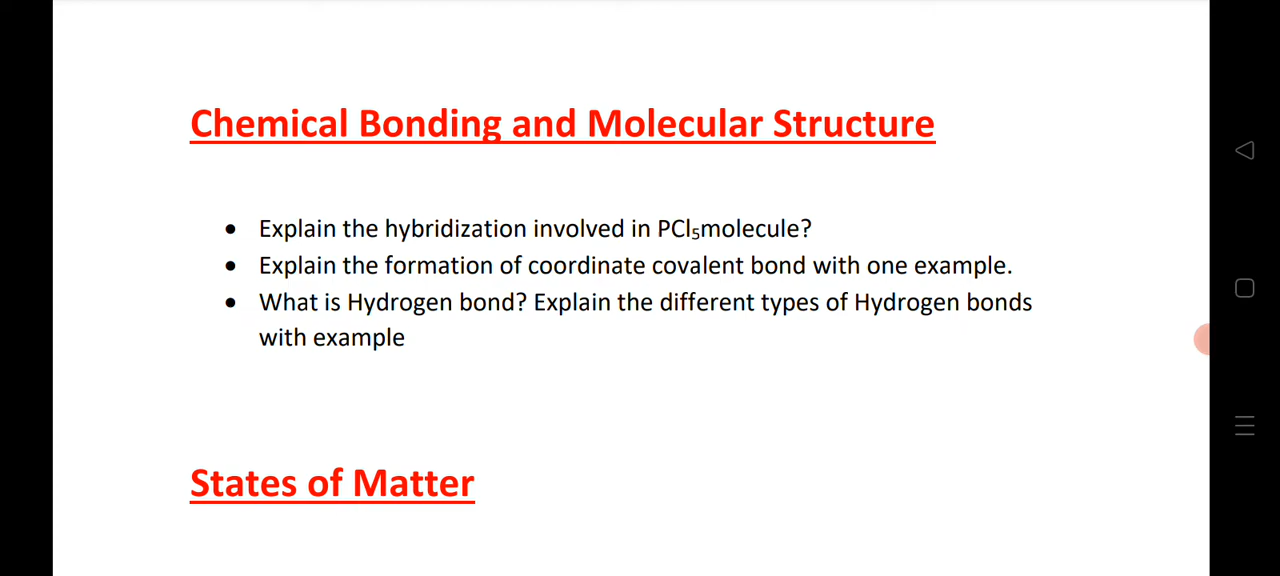 Chemical Bonding and Molecular Structure
• Explain the hybridization involved in PCl₅molecule?
• Explain the formation of coordinate covalent bond with one example.
• What is Hydrogen bond? Explain the different types of Hydrogen bonds
with example
States of Matter